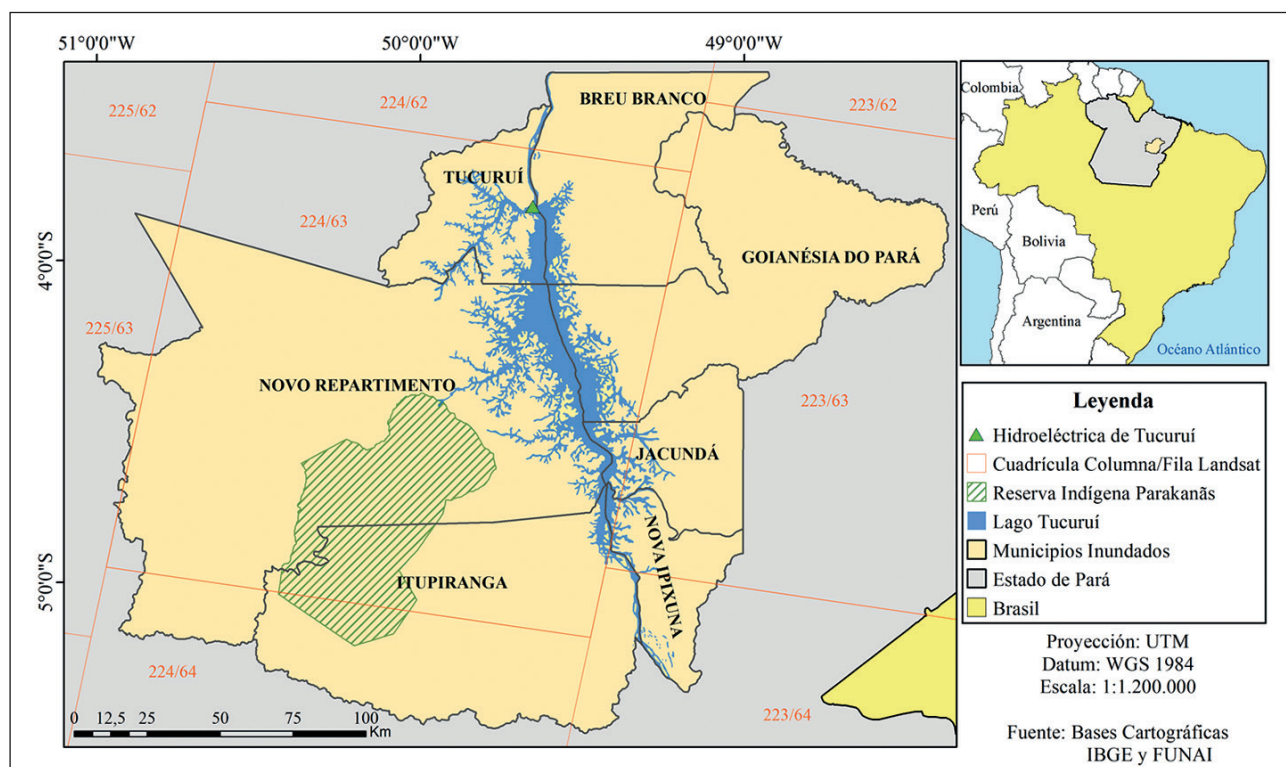 51°0'0"W
50°0'0"W
49°0'0"W
4°0'0"S
5°0'0"S
225/62
224/62
223/62
BREU BRANCO
TUCURUÍ
224/63
GOIANÉSIA DO PARÁ
225/63
NOVO REPARTIMENTO
223/63
JACUNDÁ
NOVA IPIXUNA
ITUPIRANGA
224/64
223/64
0 12,5 25 50 75 100
Km
Colombia
Perú
Bolivia
Argentina
Océano Atlántico
Leyenda
Hidroeléctrica de Tucuruí
Cuadrícula Columna/Fila Landsat
Reserva Indígena Parakanãs
Lago Tucuruí
Municipios Inundados
Estado de Pará
Brasil
Proyección: UTM
Datum: WGS 1984
Escala: 1:1.200.000
Fuente: Bases Cartográficas
IBGE y FUNAI